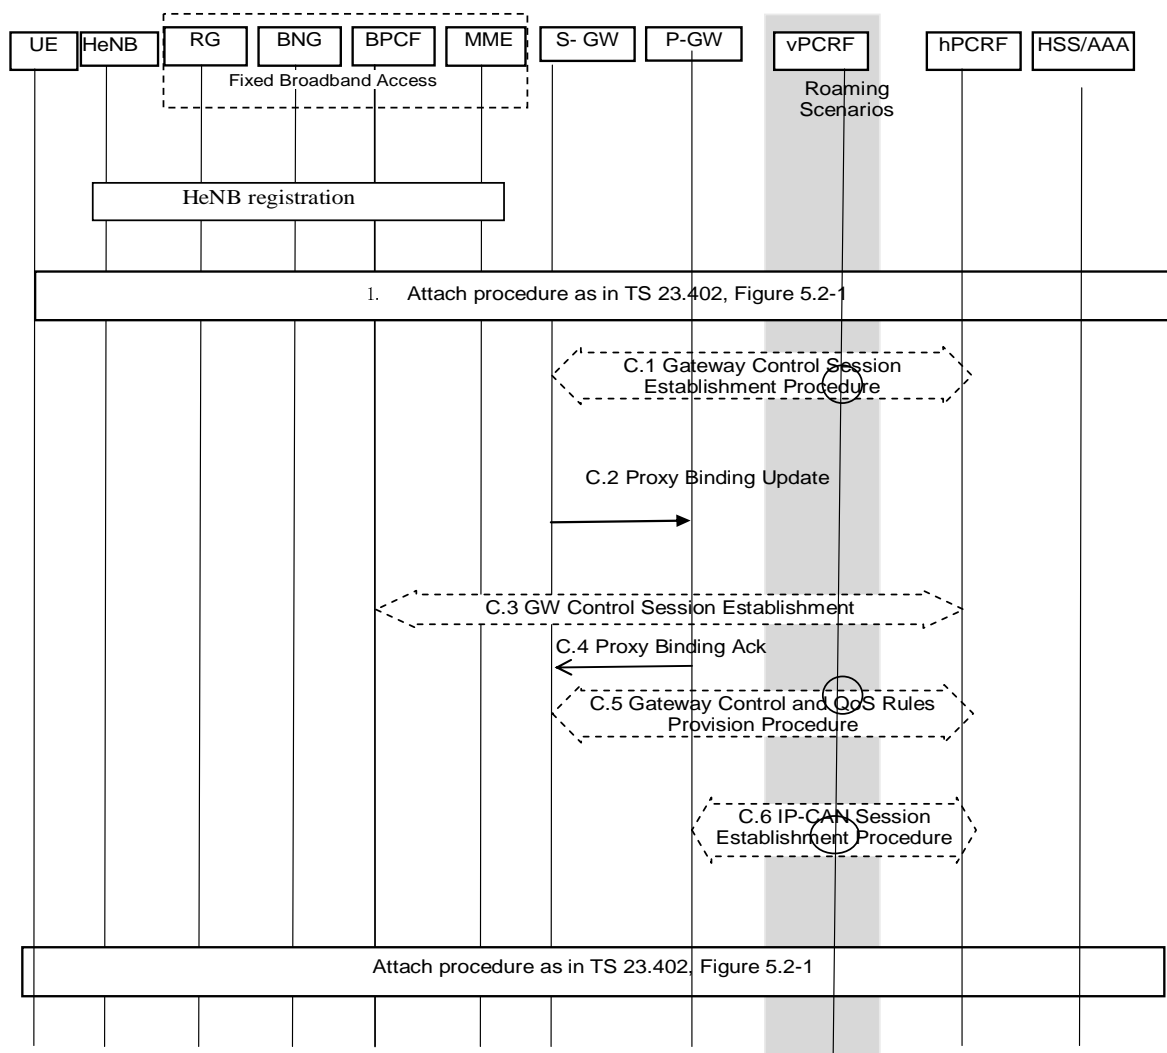 UE HeNB RG BNG BPCF MME S- GW P-GW vPCRF hPCRF HSS/AAA
Fixed Broadband Access
Roaming
Scenarios
HeNB registration
1. Attach procedure as in TS 23.402, Figure 5.2-1
C.1 Gateway Control Session
Establishment Procedure
C.2 Proxy Binding Update
C.3 GW Control Session Establishment
C.4 Proxy Binding Ack
C.5 Gateway Control and QoS Rules
Provision Procedure
C.6 IP-CAN Session
Establishment Procedure
Attach procedure as in TS 23.402, Figure 5.2-1